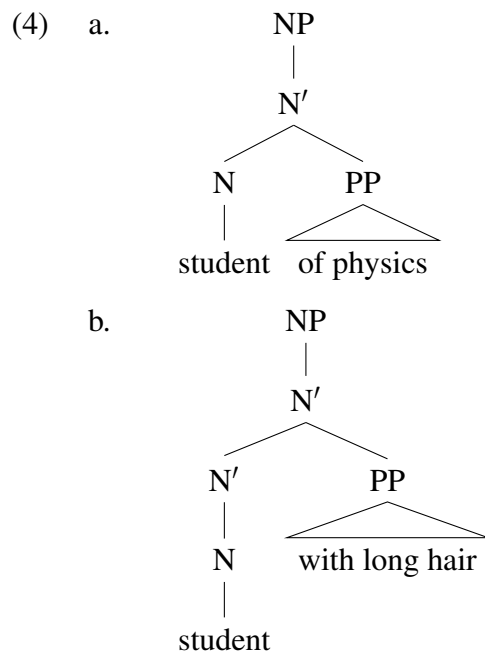 (4) a. NP
N′
N PP
student of physics
b. NP
N′
N′ PP
N with long hair
student